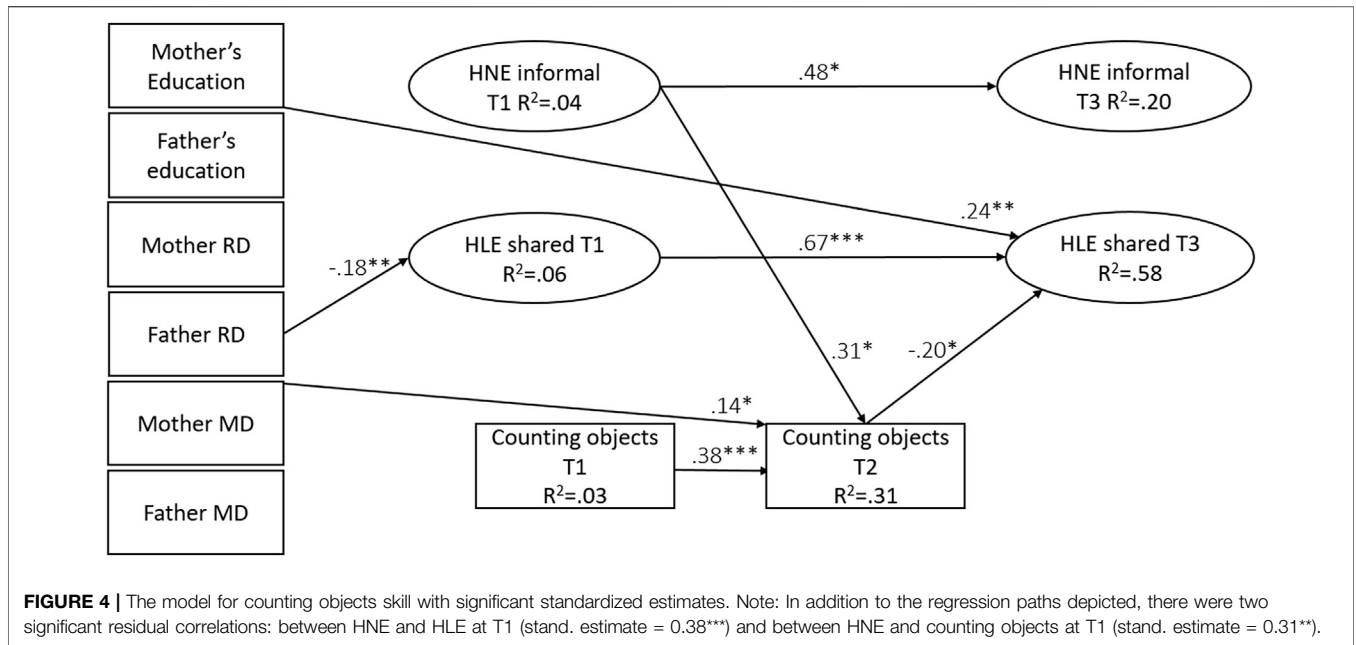 Mother's
Education
Father's
education
Mother RD
Father RD
Mother MD
Father MD
HNE informal
T1 R²=.04
.48*
HNE informal
T3 R²=.20
.24**
-.18**
HLE shared T1
R²=.06
.67***
HLE shared T3
R²=.58
.31*
-.20*
.14*
Counting objects
T1
R²=.03
.38***
Counting objects
T2
R²=.31
FIGURE 4 | The model for counting objects skill with significant standardized estimates. Note: In addition to the regression paths depicted, there were two
significant residual correlations: between HNE and HLE at T1 (stand. estimate = 0.38***) and between HNE and counting objects at T1 (stand. estimate = 0.31**).